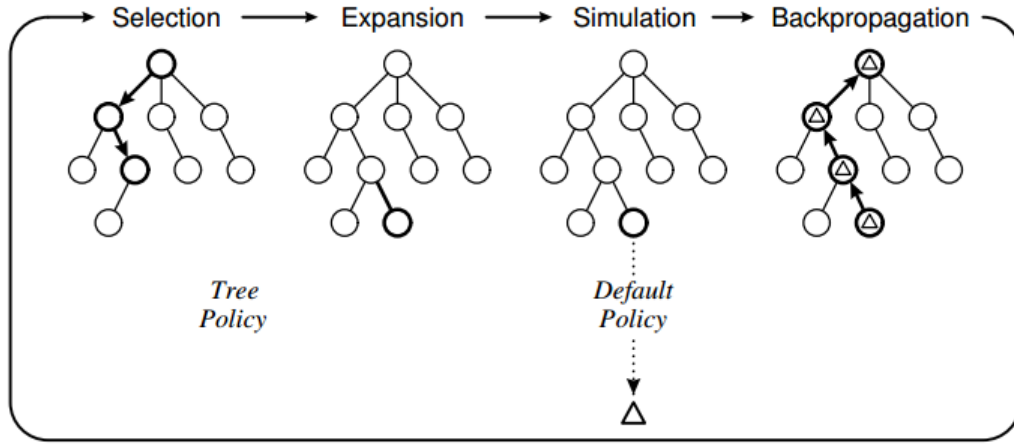 Selection Expansion Simulation Backpropagation
Tree
Policy
Default
Policy